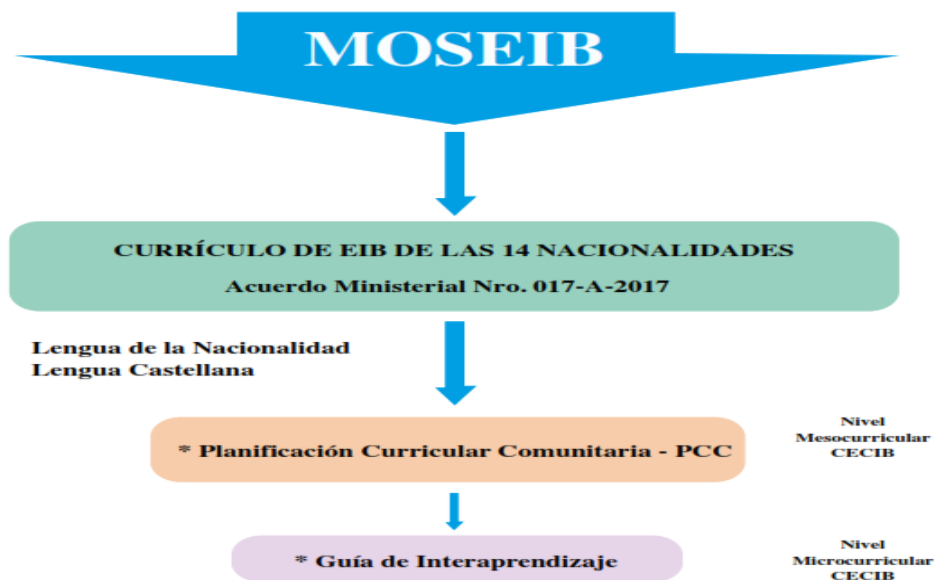 MOSEIB
CURRÍCULO DE EIB DE LAS 14 NACIONALIDADES
Acuerdo Ministerial Nro. 017-A-2017
Lengua de la Nacionalidad
Lengua Castellana
* Planificación Curricular Comunitaria - PCC
Nivel
Mesocurricular
CECIB
* Guía de Interaprendizaje
Nivel
Microcurricular
CECIB